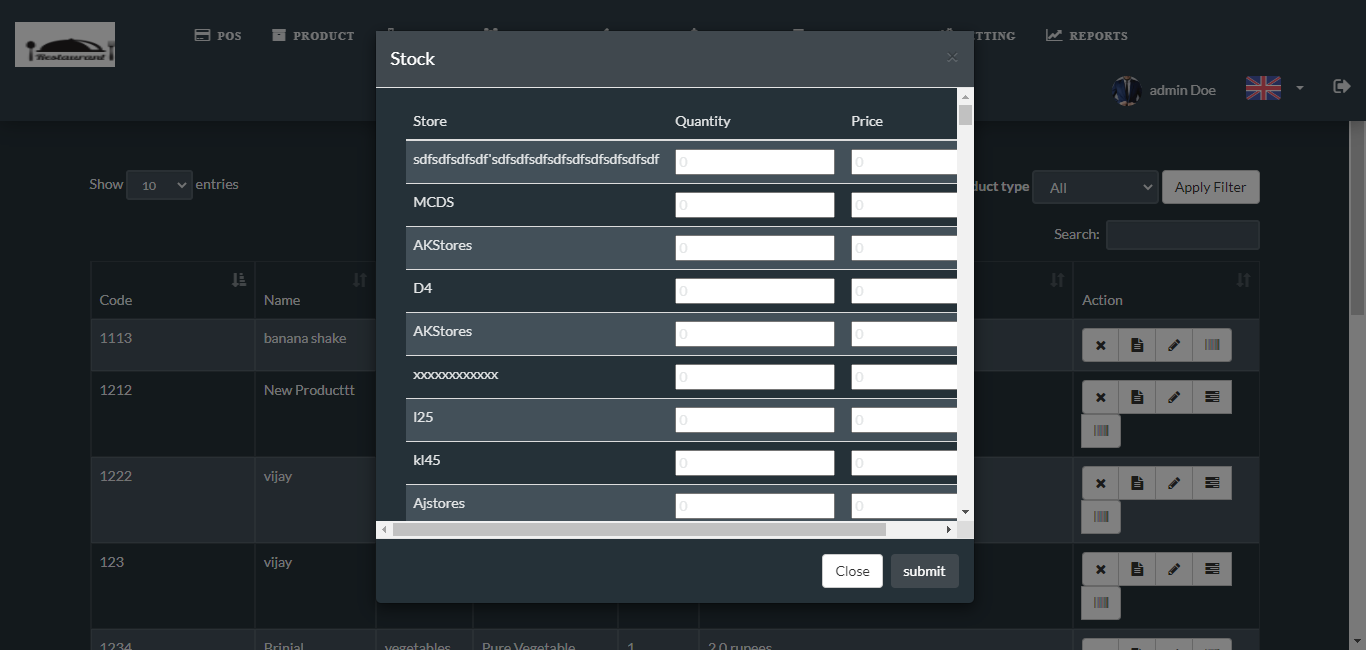 Restaurant
POS
PRODUCT
TTING
REPORTS
admin Doe
Stock
×
Store Quantity Price
sdfsdfsdfsdf'sdfsdfsdfsdfsdfsdfsdfsdfsdf 0 0
MCDS 0 0
AKStores 0 0
D4 0 0
AKStores 0 0
xxxxxxxxxxxx 0 0
l25 0 0
kl45 0 0
Ajstores 0 0
Close submit
Show 10 entries
duct type All Apply Filter
Search:
Code Name Action
1113 banana shake
1212 New Producttt
1222 vijay
123 vijay
1234 Brinjal vegetables Pure Vegetable 1 2.0 rupees